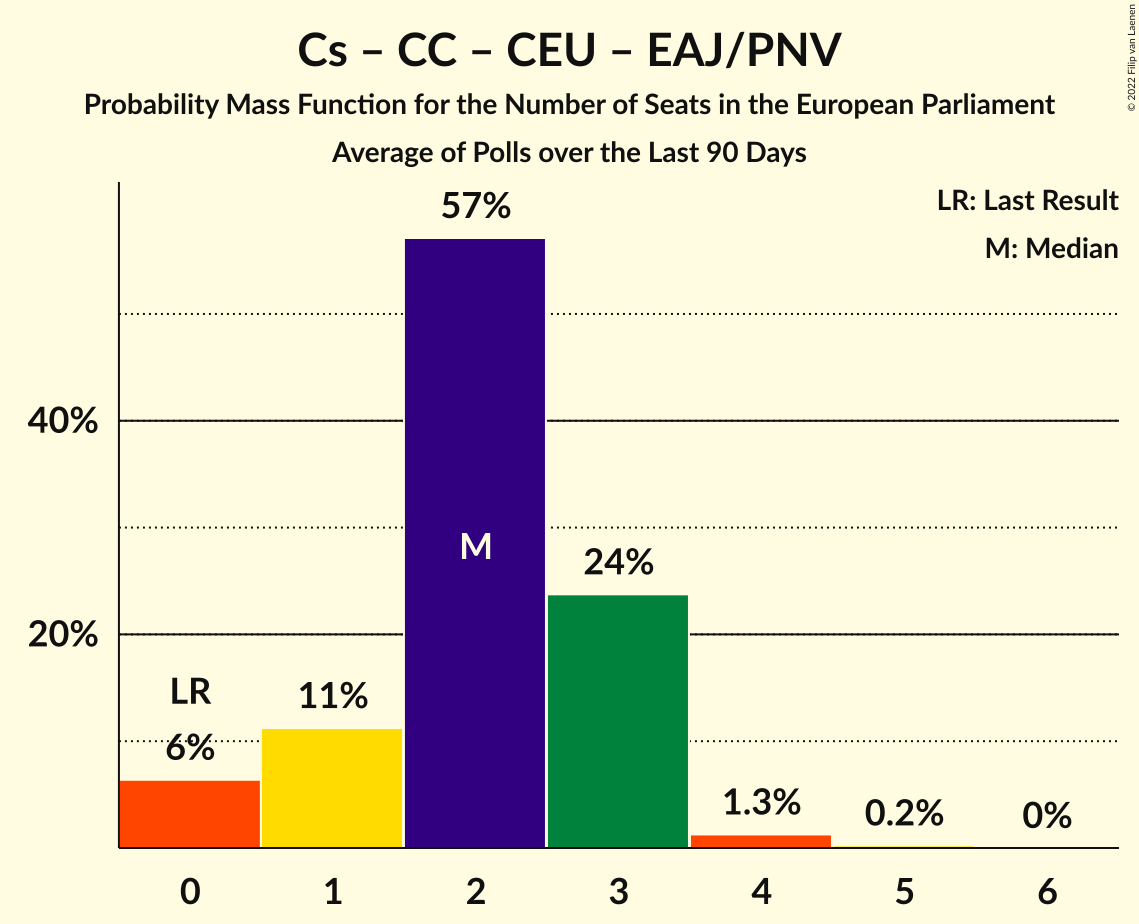 Cs – CC – CEU – EAJ/PNV
Probability Mass Function for the Number of Seats in the European Parliament
Average of Polls over the Last 90 Days
© 2022 Filip van Laenen
LR: Last Result
M: Median
57%
40%
M
24%
20%
LR
11%
6%
1.3%
0.2%
0%
0 1 2 3 4 5 6